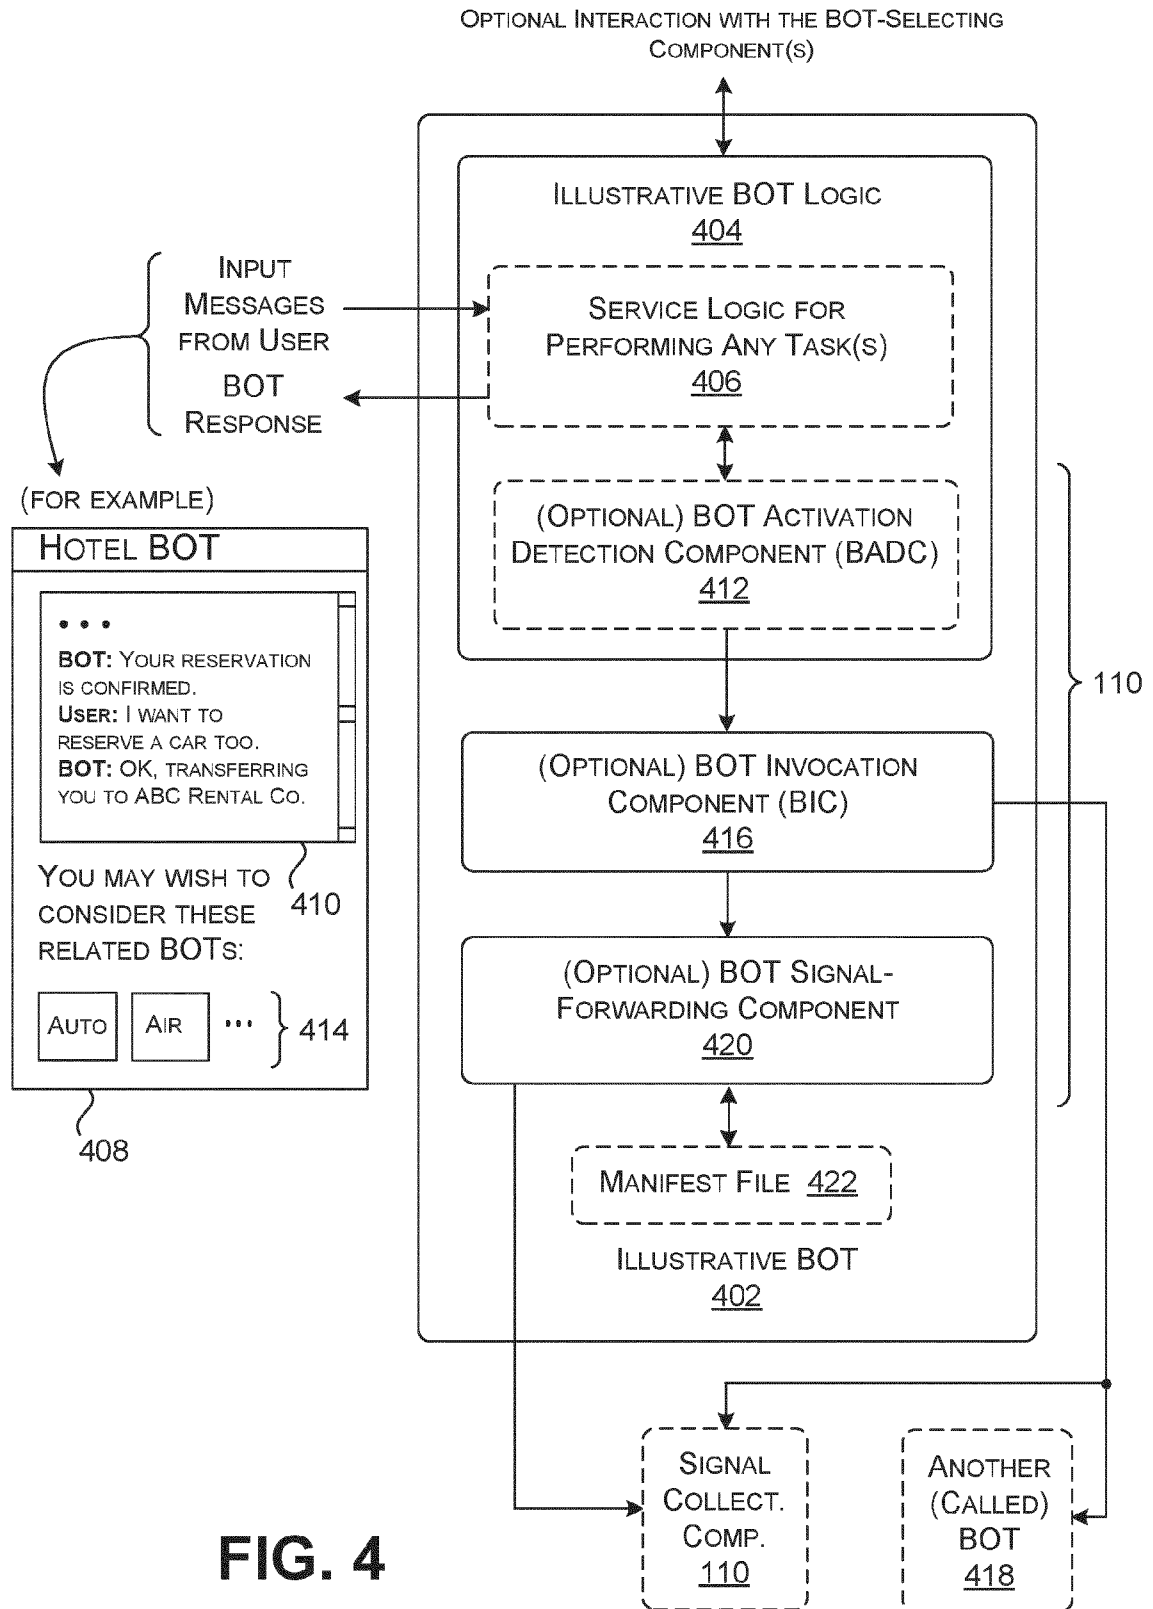 Optional Interaction with the BOT-Selecting
Component(s)
Illustrative BOT Logic
404
Input
Messages
from User
BOT
Response
Service Logic for
Performing Any Task(s)
406
(for example)
Hotel BOT
• • •
BOT: Your reservation
is confirmed.
User: I want to
reserve a car too.
BOT: OK, transferring
you to ABC Rental Co.
410
You may wish to
consider these
related BOTs:
Auto
Air
...
414
408
(Optional) BOT Activation
Detection Component (BADC)
412
110
(Optional) BOT Invocation
Component (BIC)
416
(Optional) BOT Signal-
Forwarding Component
420
Manifest File 422
Illustrative BOT
402
Signal
Collect.
Comp.
110
Another
(Called)
BOT
418
FIG. 4